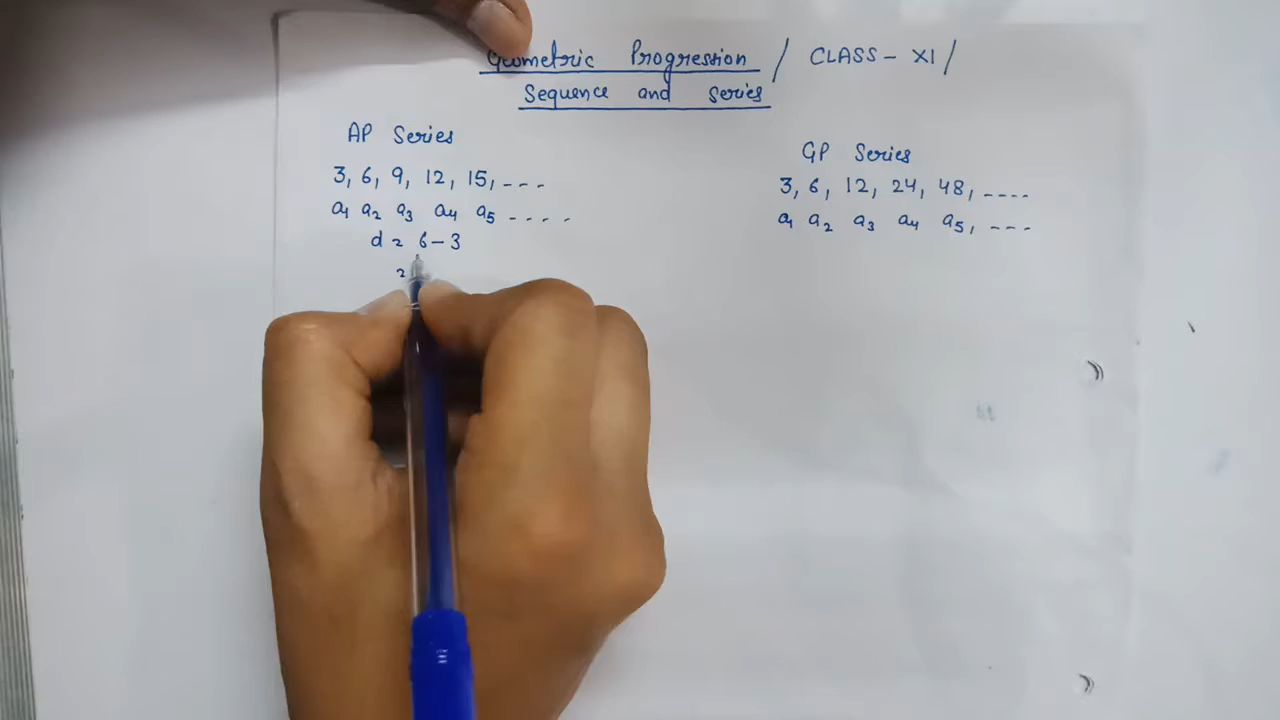 Geometric Progression / CLASS - XI /
Sequence and series
AP Series
3, 6, 9, 12, 15, ---
a1 a2 a3 a4 a5 ----
d = 6 - 3
=
GP Series
3, 6, 12, 24, 48, ----
a1 a2 a3 a4 a5, ---